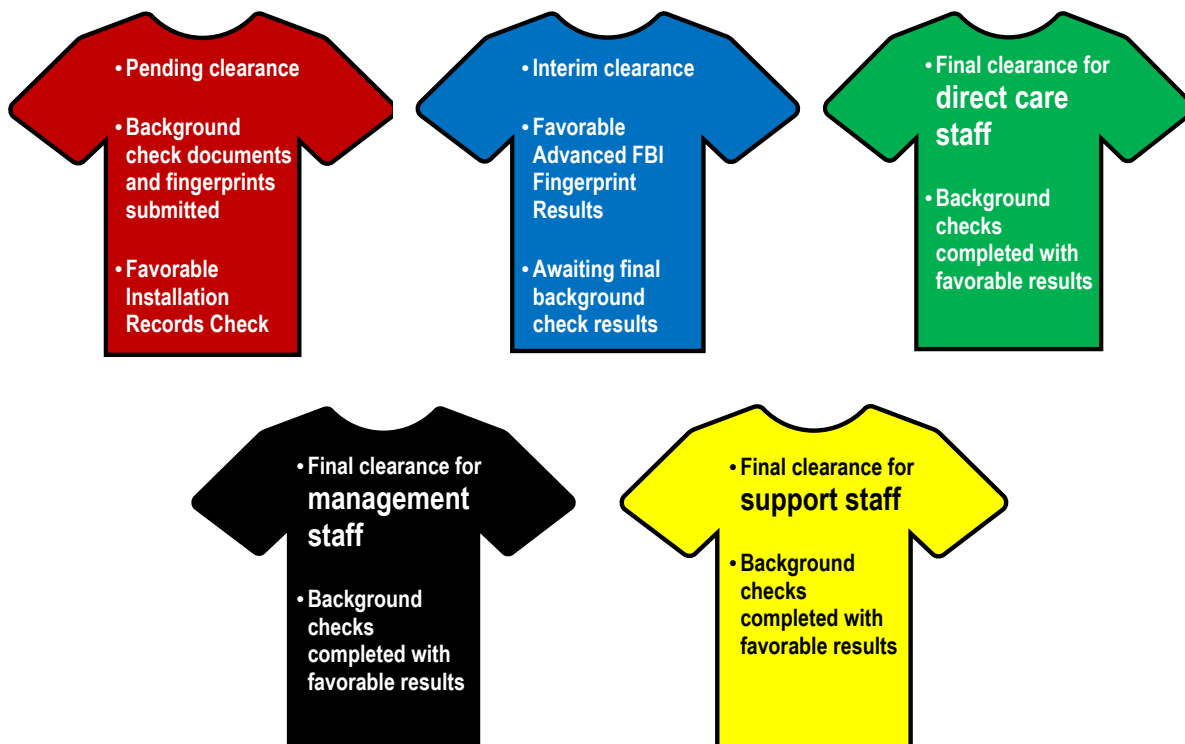 • Pending clearance
• Background
check documents
and fingerprints
submitted
• Favorable
Installation
Records Check
• Interim clearance
• Favorable
Advanced FBI
Fingerprint
Results
• Awaiting final
background
check results
• Final clearance for
direct care
staff
• Background
checks
completed with
favorable results
• Final clearance for
management
staff
• Background
checks
completed with
favorable results
• Final clearance for
support staff
• Background
checks
completed with
favorable results